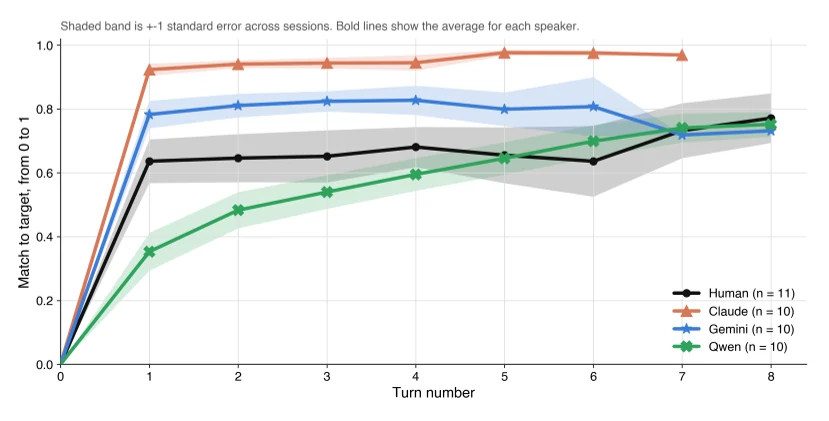 Shaded band is +-1 standard error across sessions. Bold lines show the average for each speaker.
1.0
0.8
0.6
0.4
0.2
0.0
Match to target, from 0 to 1
0 1 2 3 4 5 6 7 8
Turn number
Human (n = 11)
Claude (n = 10)
Gemini (n = 10)
Qwen (n = 10)